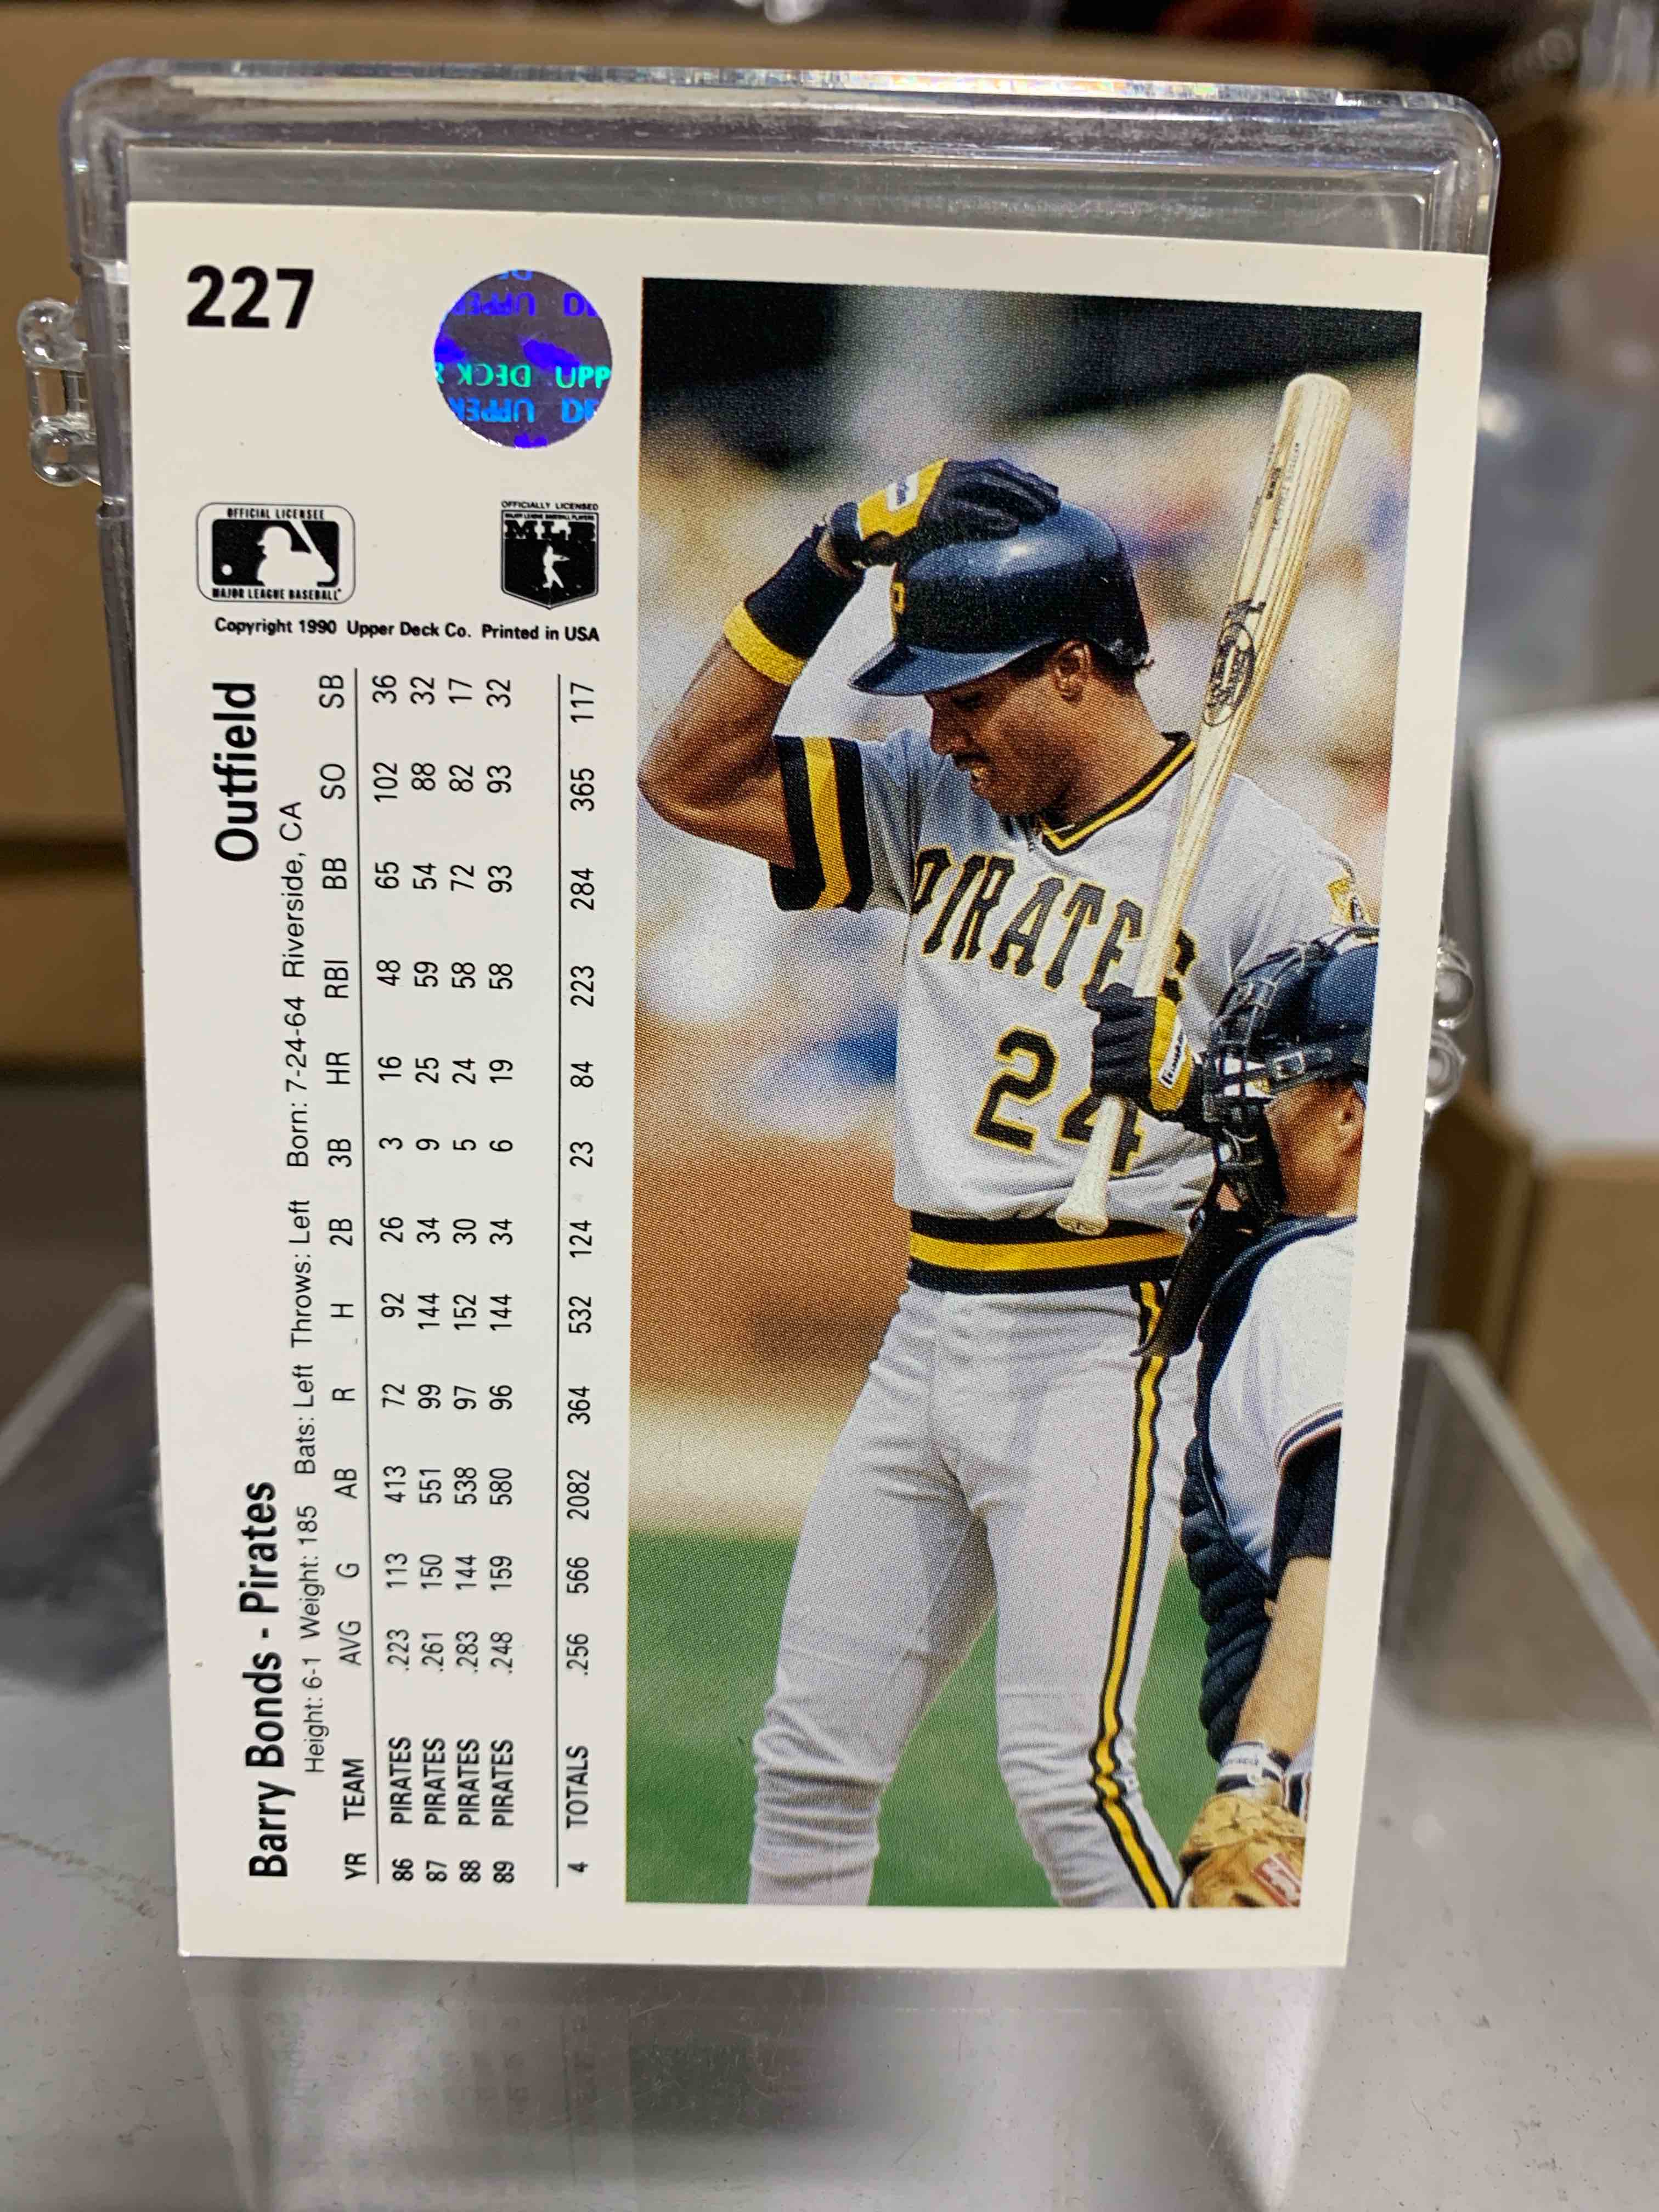 227
Barry Bonds - Pirates Outfield
Height: 6-1 Weight: 185 Bats: Left Throws: Left Born: 7-24-64 Riverside, CA
YR TEAM AVG G AB R H 2B 3B HR RBI BB SO SB
86 PIRATES .223 113 413 72 92 26 3 16 48 65 102 36
87 PIRATES .261 150 551 99 144 34 9 25 59 54 88 32
88 PIRATES .283 144 538 97 152 30 5 24 58 72 82 17
89 PIRATES .248 159 580 96 144 34 6 19 58 93 93 32
4 TOTALS .256 566 2082 364 532 124 23 84 223 284 365 117
OFFICIAL LICENSEE
MAJOR LEAGUE BASEBALL
OFFICIALLY LICENSED
MAJOR LEAGUE BASEBALL PLAYERS
Copyright 1990 Upper Deck Co. Printed in USA
UPPER D
DECK UPP
UPPER D
P
PIRATES
24